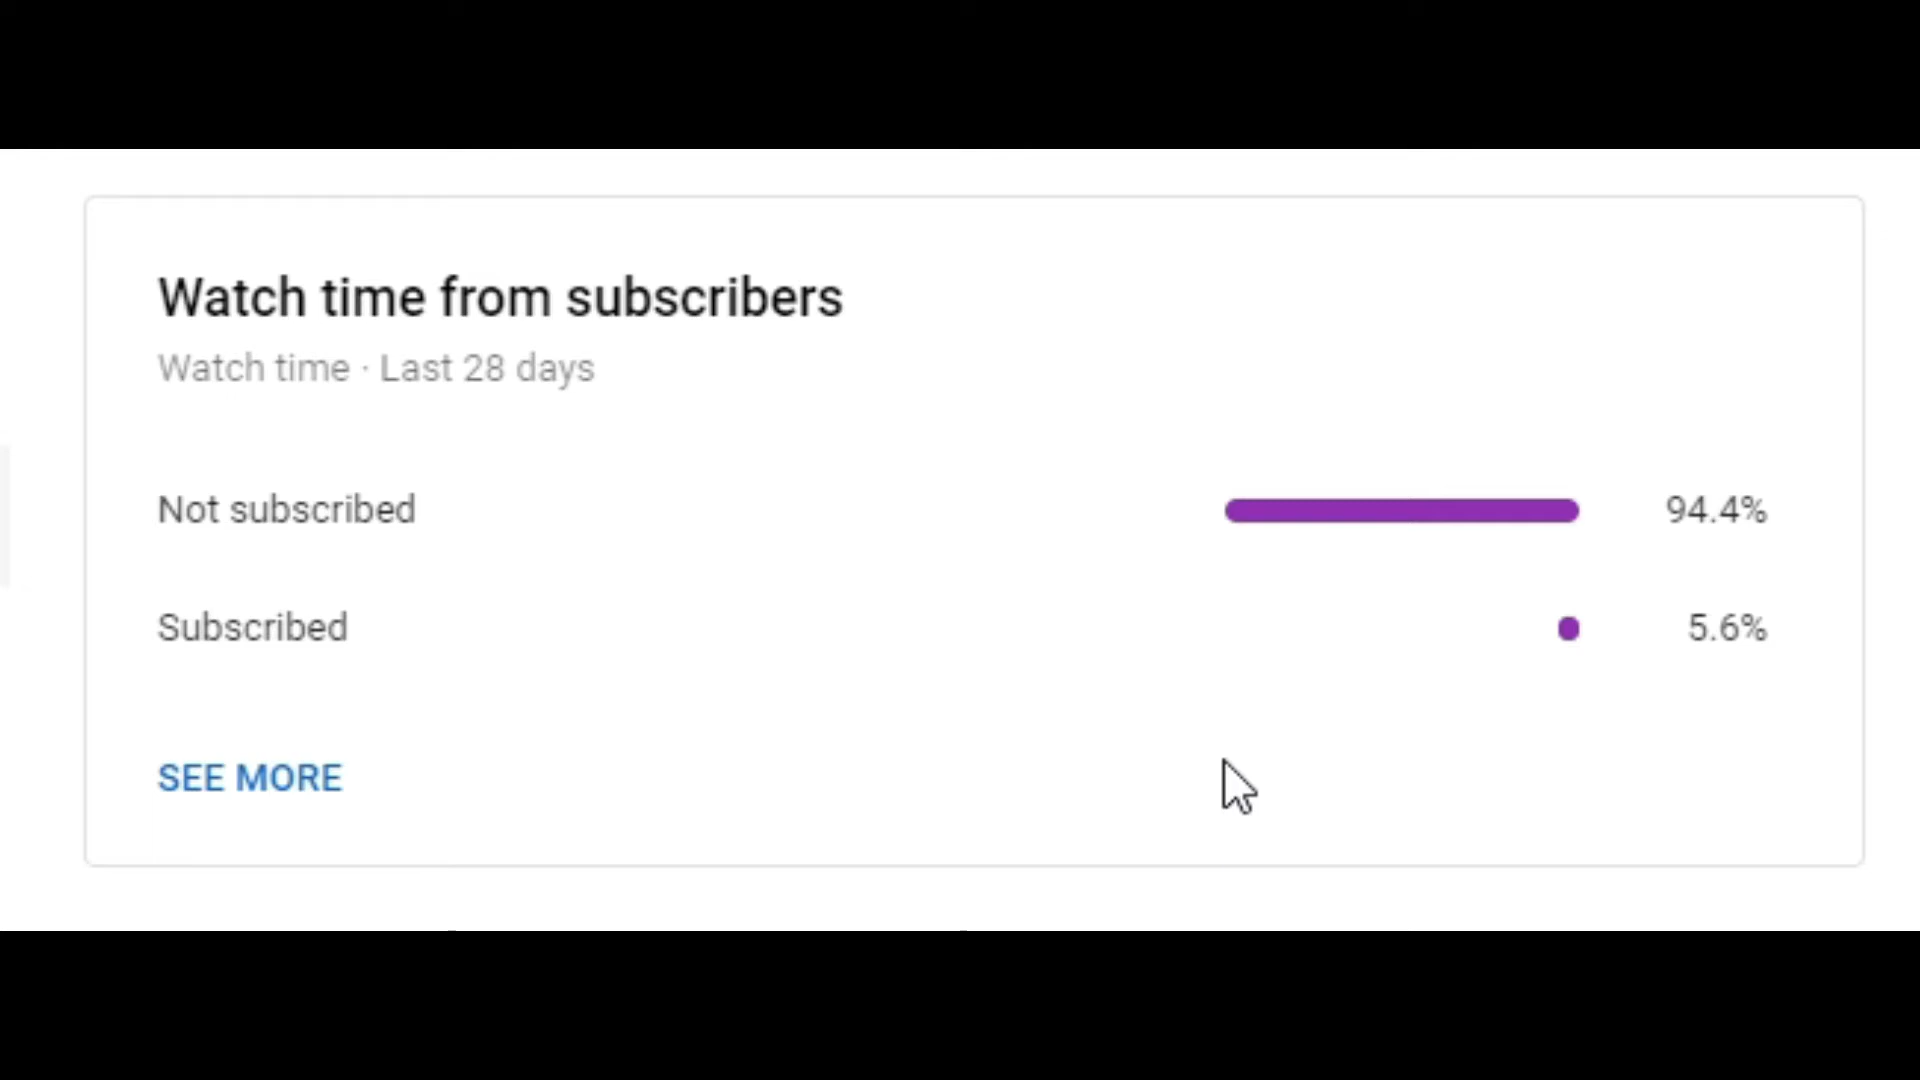 Watch time from subscribers
Watch time · Last 28 days
Not subscribed 94.4%
Subscribed 5.6%
SEE MORE